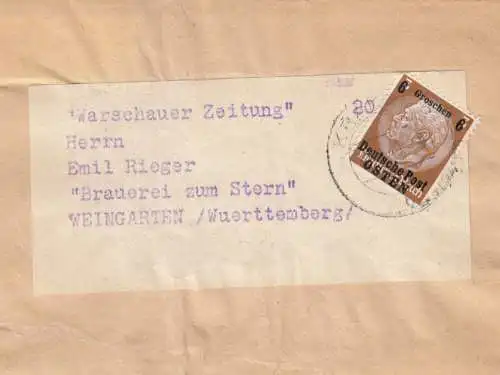 "Warschauer Zeitung" 20
Herrn
Emil Rieger
"Brauerei zum Stern"
WEINGARTEN /Wuerttemberg/
6 Groschen 6
Deutsche Post
OSTEN